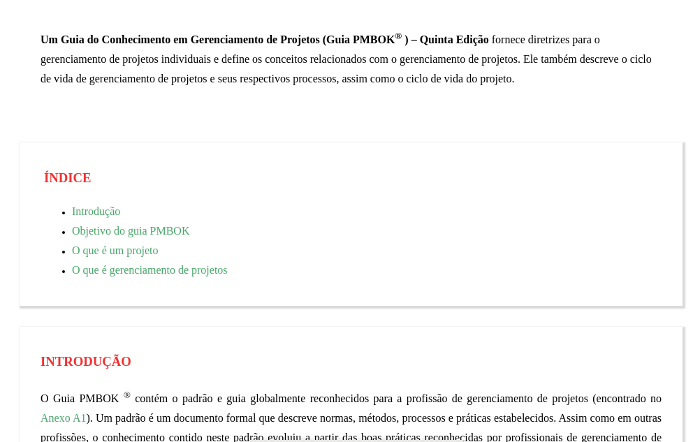 Um Guia do Conhecimento em Gerenciamento de Projetos (Guia PMBOK® ) – Quinta Edição fornece diretrizes para o
gerenciamento de projetos individuais e define os conceitos relacionados com o gerenciamento de projetos. Ele também descreve o ciclo
de vida de gerenciamento de projetos e seus respectivos processos, assim como o ciclo de vida do projeto.
ÍNDICE
• Introdução
• Objetivo do guia PMBOK
• O que é um projeto
• O que é gerenciamento de projetos
INTRODUÇÃO
O Guia PMBOK ® contém o padrão e guia globalmente reconhecidos para a profissão de gerenciamento de projetos (encontrado no
Anexo A1). Um padrão é um documento formal que descreve normas, métodos, processos e práticas estabelecidos. Assim como em outras
profissões, o conhecimento contido neste padrão evoluiu a partir das boas práticas reconhecidas por profissionais de gerenciamento de